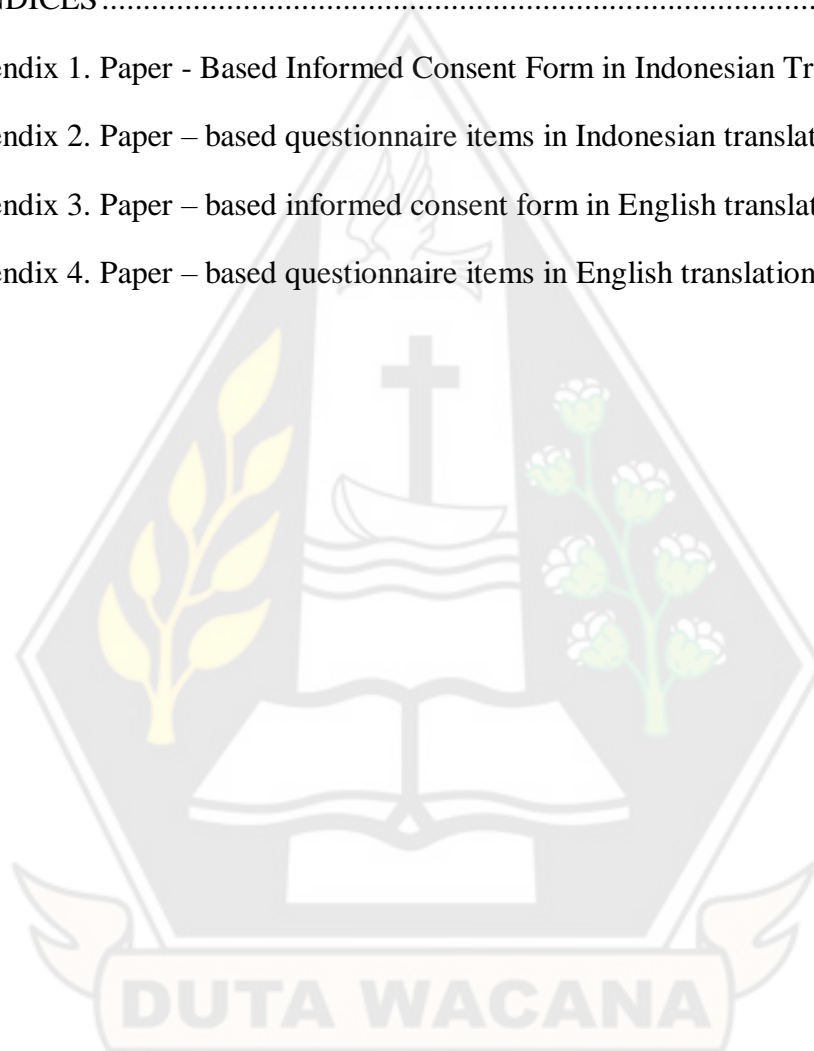 NDICES
endix 1. Paper - Based Informed Consent Form in Indonesian Tr
endix 2. Paper – based questionnaire items in Indonesian translat
endix 3. Paper – based informed consent form in English translat
endix 4. Paper – based questionnaire items in English translation
DUTA WACANA